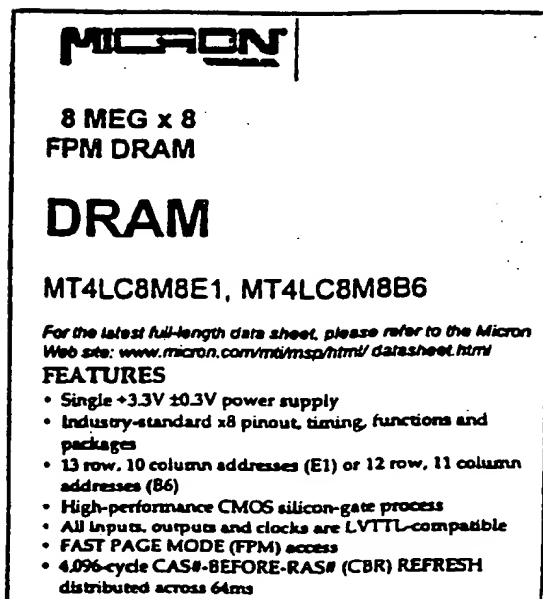 MICRON
8 MEG x 8
FPM DRAM
DRAM
MT4LC8M8E1, MT4LC8M8B6
For the latest full-length data sheet, please refer to the Micron
Web site: www.micron.com/mti/msp/html/ datasheet.html
FEATURES
• Single +3.3V ±0.3V power supply
• Industry-standard x8 pinout, timing, functions and
packages
• 13 row, 10 column addresses (E1) or 12 row, 11 column
addresses (B6)
• High-performance CMOS silicon-gate process
• All inputs, outputs and clocks are LVTTL-compatible
• FAST PAGE MODE (FPM) access
• 4,096-cycle CAS#-BEFORE-RAS# (CBR) REFRESH
distributed across 64ms